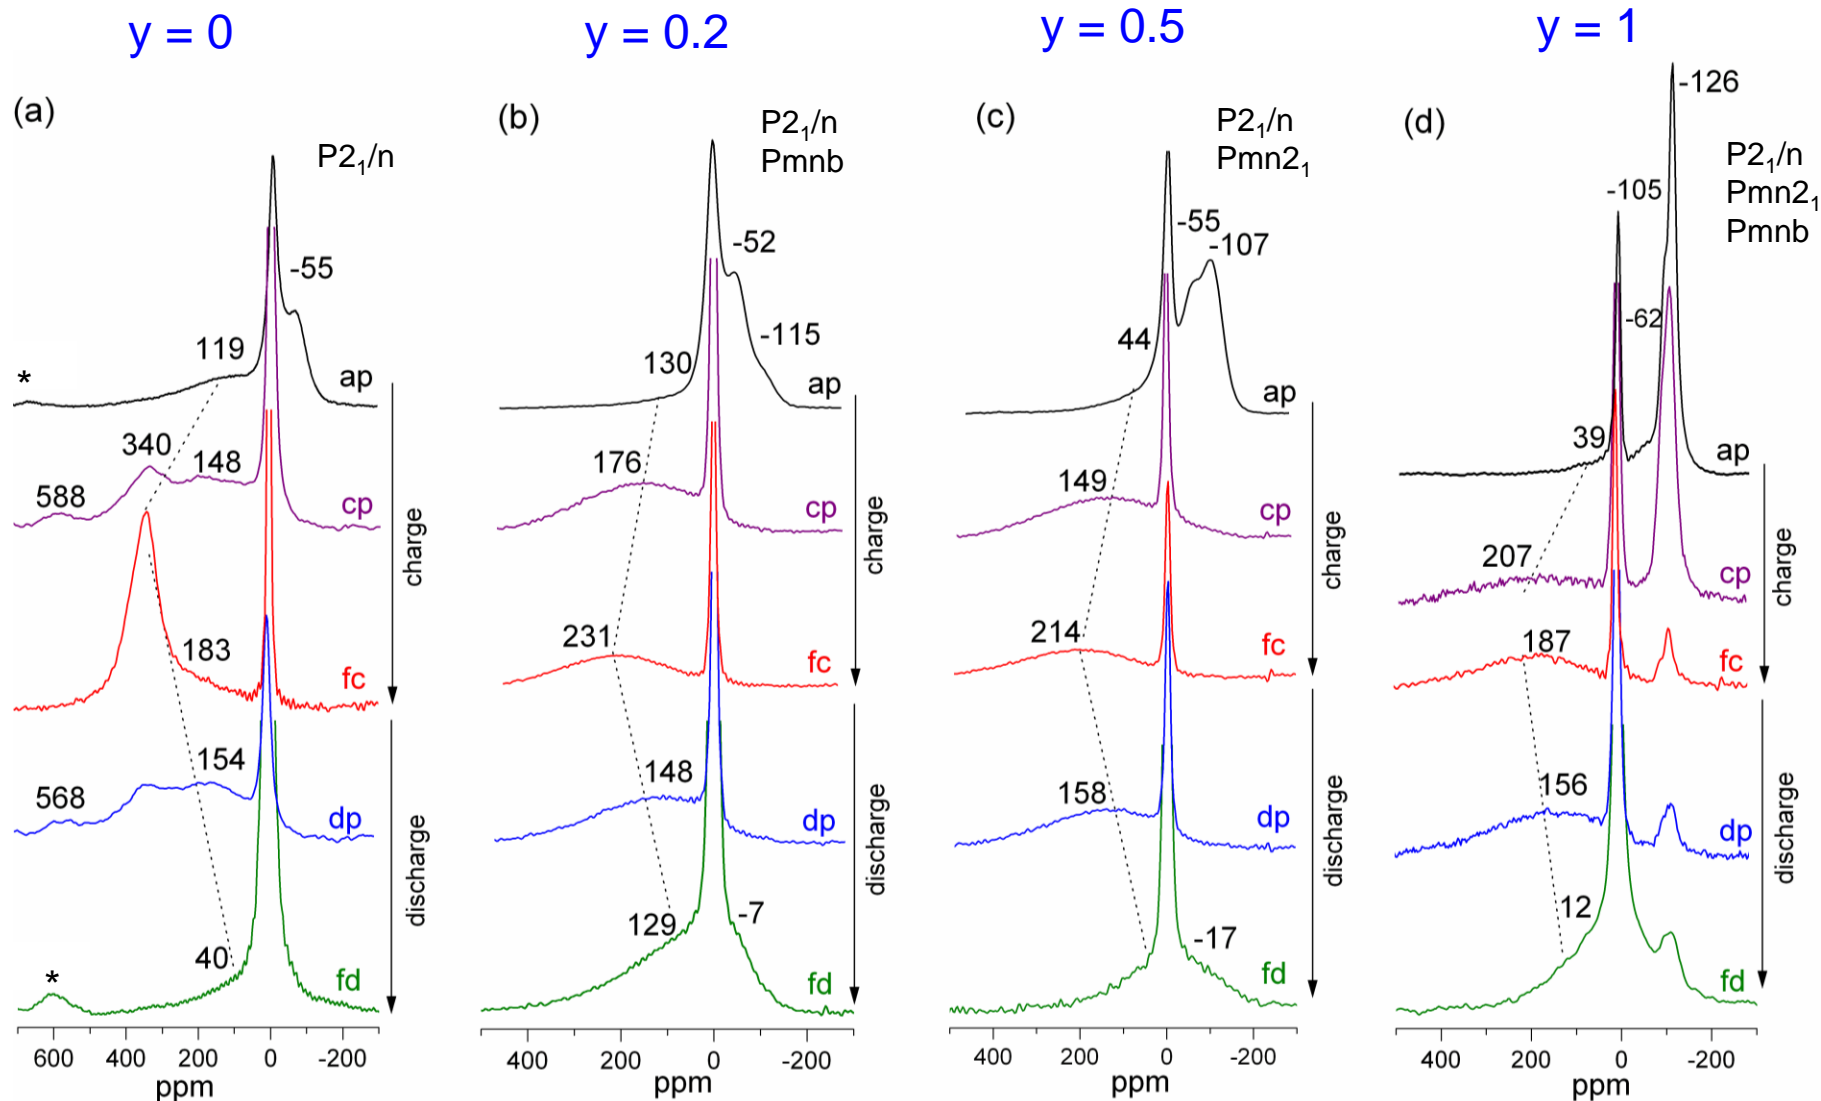 y = 0
y = 0.2
y = 0.5
y = 1
(a)
P2₁/n
-55
119
*
ap
340
148
588
cp
183
fc
154
568
dp
40
*
fd
charge
discharge
600 400 200 0 -200
ppm
(b)
P2₁/n
Pmnb
-52
-115
130
ap
176
cp
231
fc
148
dp
129
-7
fd
charge
discharge
400 200 0 -200
ppm
(c)
P2₁/n
Pmn2₁
-55
-107
44
ap
149
cp
214
fc
158
dp
-17
fd
charge
discharge
400 200 0 -200
ppm
(d)
-126
P2₁/n
Pmn2₁
Pmnb
-105
-62
39
ap
207
cp
187
fc
156
dp
12
fd
charge
discharge
400 200 0 -200
ppm